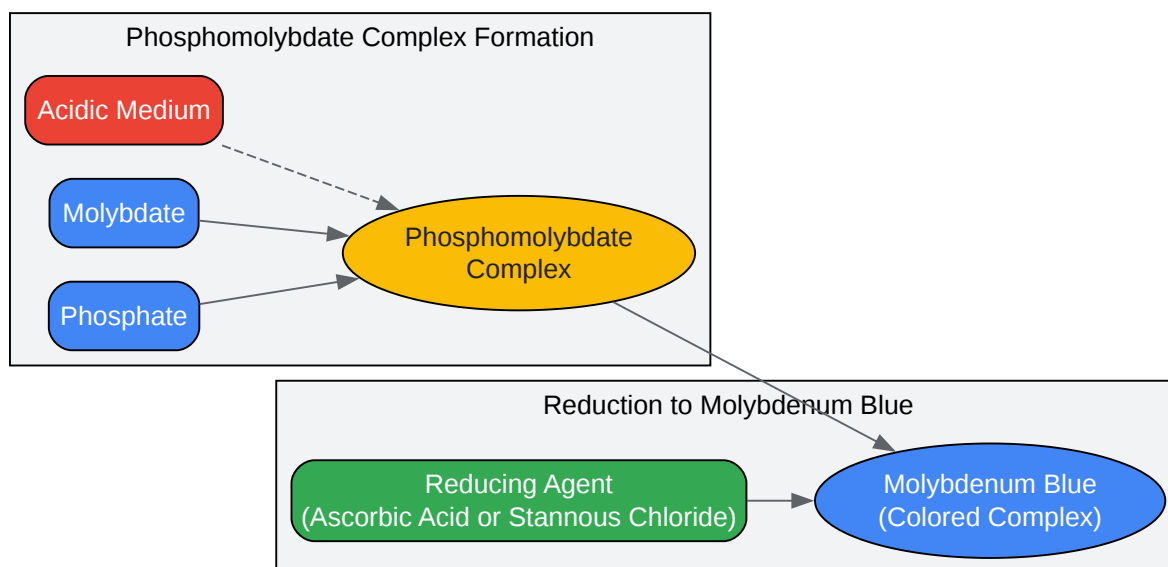 Phosphomolybdate Complex Formation
Acidic Medium
Molybdate
Phosphate
Phosphomolybdate
Complex
Reduction to Molybdenum Blue
Reducing Agent
(Ascorbic Acid or Stannous Chloride)
Molybdenum Blue
(Colored Complex)